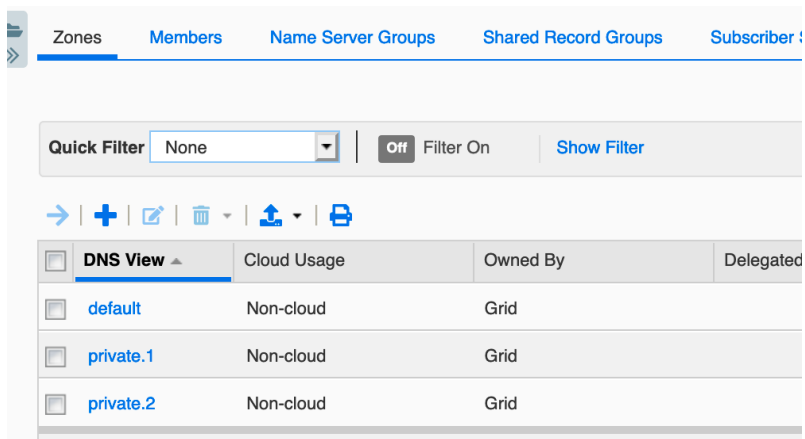 Zones Members Name Server Groups Shared Record Groups Subscriber
Quick Filter None Off Filter On Show Filter
DNS View Cloud Usage Owned By Delegated
default Non-cloud Grid
private.1 Non-cloud Grid
private.2 Non-cloud Grid